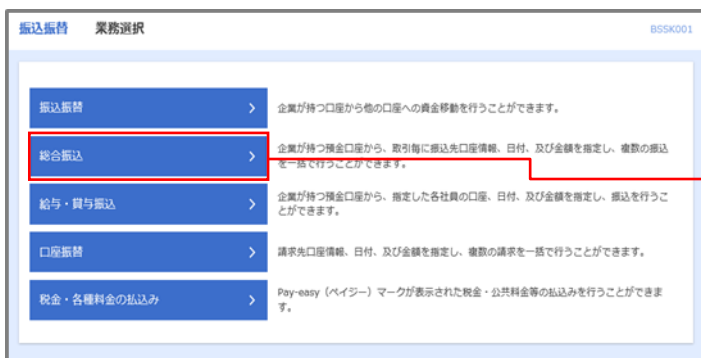 振込振替 業務選択 BSSK001
振込振替 企業が持つ口座から他の口座への資金移動を行うことができます。
総合振込 企業が持つ預金口座から、取引毎に振込先口座情報、日付、及び金額を指定し、複数の振込
を一括で行うことができます。
給与・賞与振込 企業が持つ預金口座から、指定した各社員の口座、日付、及び金額を指定し、振込を行うこ
とができます。
口座振替 請求先口座情報、日付、及び金額を指定し、複数の請求を一括で行うことができます。
税金・各種料金の払込み Pay-easy（ペイジー）マークが表示された税金・公共料金等の払込みを行うことができま
す。